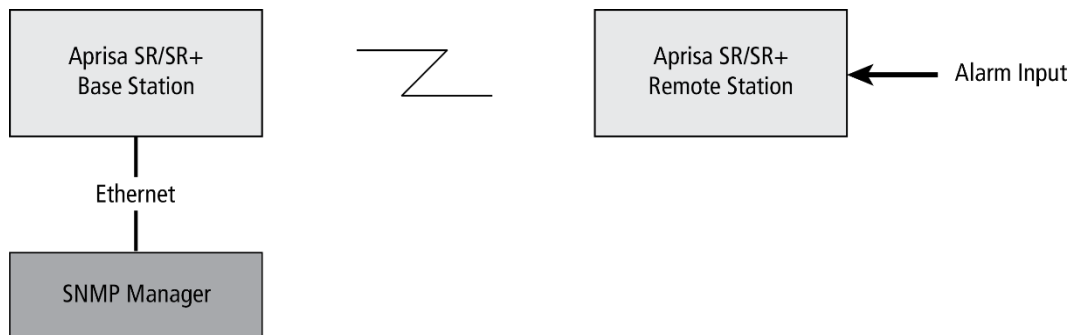 Aprisa SR/SR+
Base Station
Aprisa SR/SR+
Remote Station
Alarm Input
Ethernet
SNMP Manager